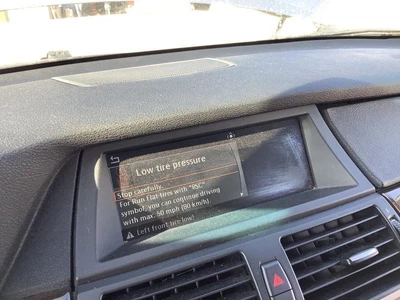 Low tire pressure
Stop carefully.
For Run Flat tires with "RSC"
symbol, you can continue driving
with max. 50 mph (80 km/h)
Left front tire low!